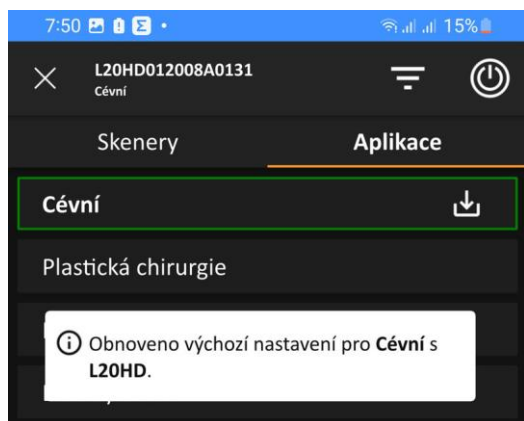 7:50
15%
L20HD012008A0131
Cévní
Skenery
Aplikace
Cévní
Plastická chirurgie
Obnoveno výchozí nastavení pro Cévní s
L20HD.